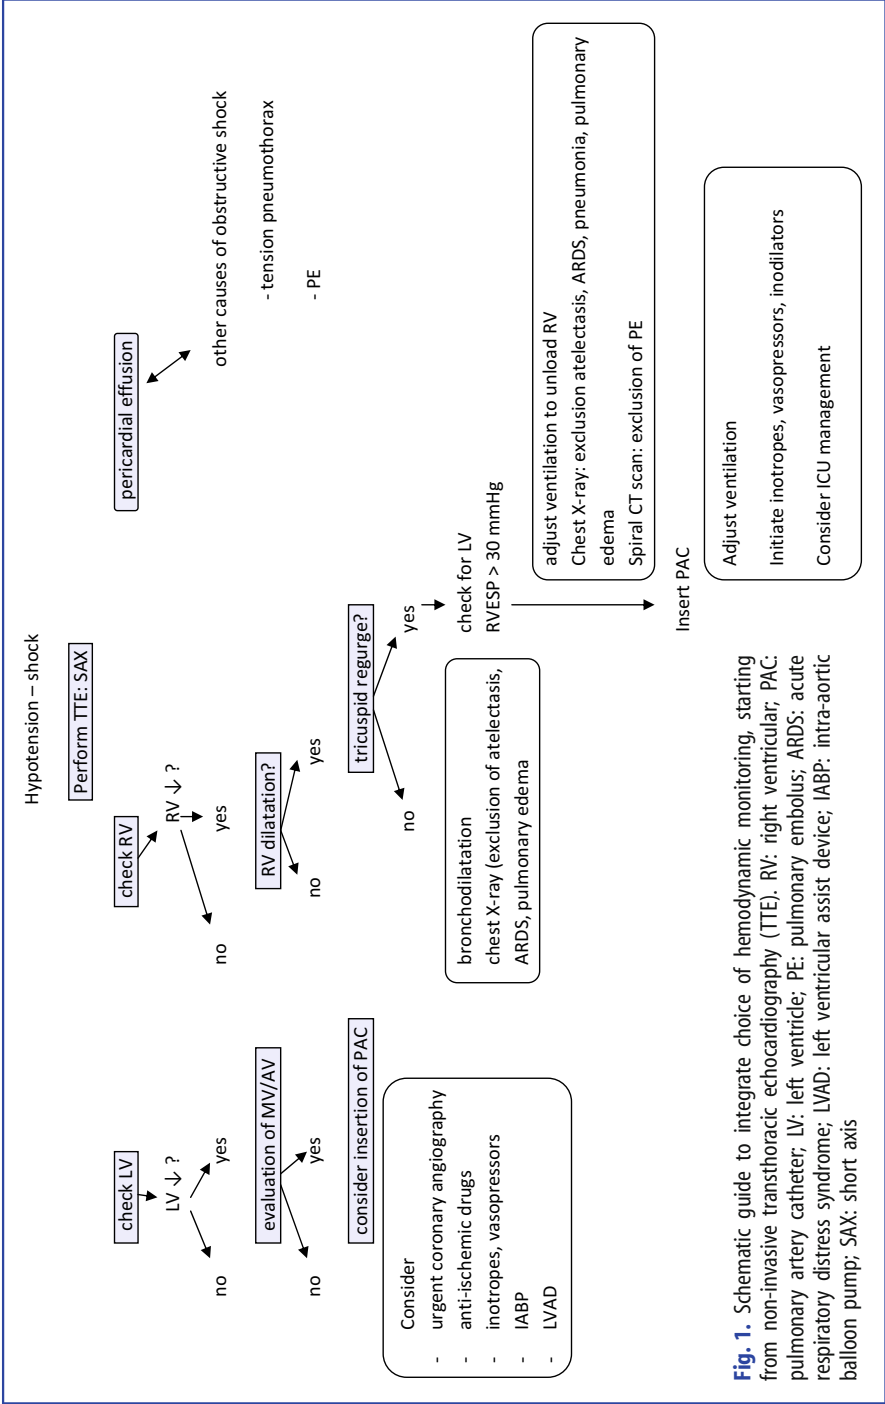 Hypotension – shock
Perform TTE: SAX
check LV
check RV
pericardial effusion
LV ↓ ?
RV ↓ ?
no
yes
no
yes
other causes of obstructive shock
- tension pneumothorax
- PE
evaluation of MV/AV
RV dilatation?
no
yes
no
yes
consider insertion of PAC
tricuspid regurge?
no
yes
Consider
- urgent coronary angiography
- anti-ischemic drugs
- inotropes, vasopressors
- IABP
- LVAD
bronchodilatation
chest X-ray (exclusion of atelectasis,
ARDS, pulmonary edema
check for LV
RVESP > 30 mmHg
adjust ventilation to unload RV
Chest X-ray: exclusion atelectasis, ARDS, pneumonia, pulmonary
edema
Spiral CT scan: exclusion of PE
Insert PAC
Adjust ventilation
Initiate inotropes, vasopressors, inodilators
Consider ICU management
Fig. 1. Schematic guide to integrate choice of hemodynamic monitoring, starting
from non-invasive transthoracic echocardiography (TTE). RV: right ventricular; PAC:
pulmonary artery catheter; LV: left ventricle; PE: pulmonary embolus; ARDS: acute
respiratory distress syndrome; LVAD: left ventricular assist device; IABP: intra-aortic
balloon pump; SAX: short axis